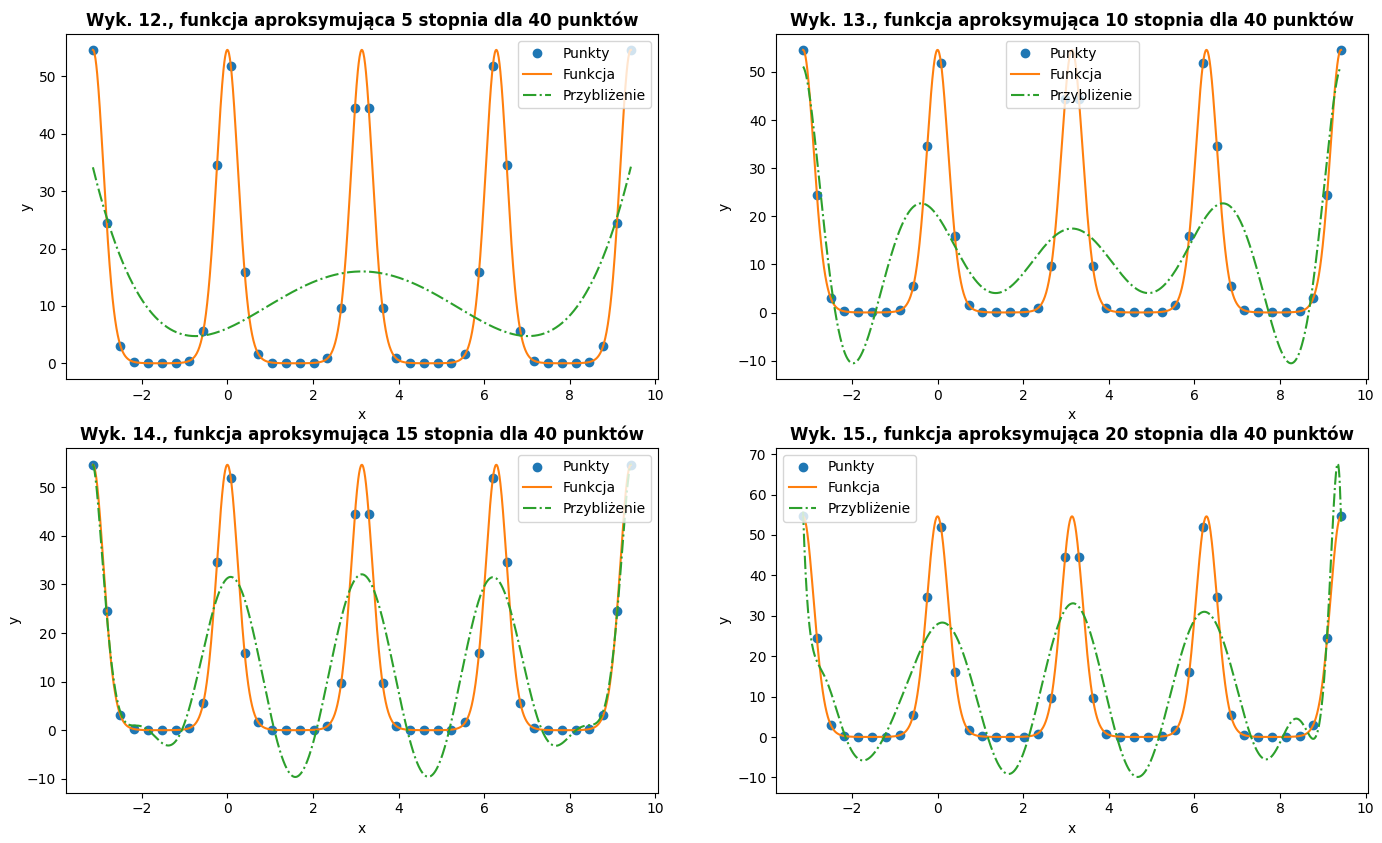 Wyk. 12., funkcja aproksymująca 5 stopnia dla 40 punktów
Punkty
Funkcja
Przybliżenie
y
50
40
30
20
10
0
−2
0
2
4
6
8
10
x
Wyk. 13., funkcja aproksymująca 10 stopnia dla 40 punktów
Punkty
Funkcja
Przybliżenie
y
50
40
30
20
10
0
−10
−2
0
2
4
6
8
10
x
Wyk. 14., funkcja aproksymująca 15 stopnia dla 40 punktów
Punkty
Funkcja
Przybliżenie
y
50
40
30
20
10
0
−10
−2
0
2
4
6
8
10
x
Wyk. 15., funkcja aproksymująca 20 stopnia dla 40 punktów
Punkty
Funkcja
Przybliżenie
y
70
60
50
40
30
20
10
0
−10
−2
0
2
4
6
8
10
x